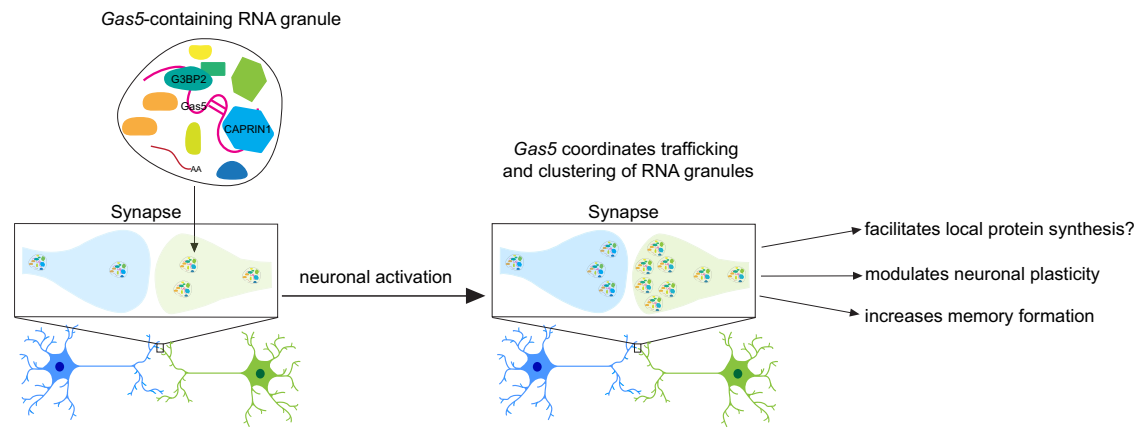 Gas5-containing RNA granule
G3BP2
Gas5
CAPRIN1
AA
Synapse
neuronal activation
Gas5 coordinates trafficking
and clustering of RNA granules
Synapse
facilitates local protein synthesis?
modulates neuronal plasticity
increases memory formation